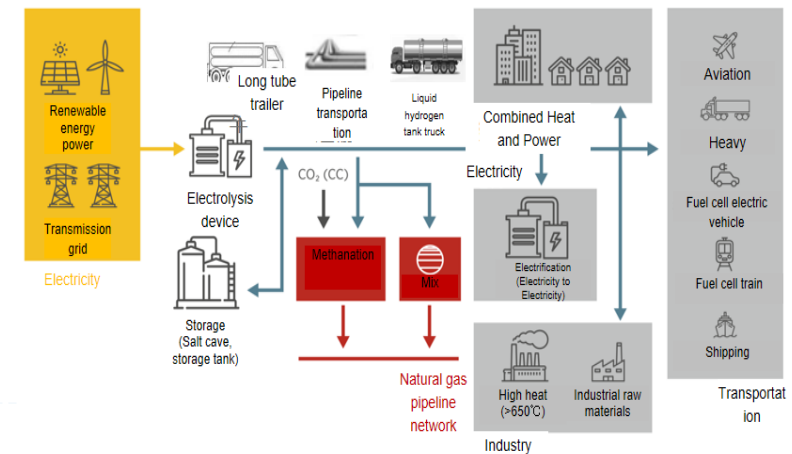 Renewable
energy
power
Transmission
grid
Electricity
Long tube
trailer
Pipeline
transporta
tion
Liquid
hydrogen
tank truck
Electrolysis
device
CO₂ (CC)
Storage
(Salt cave,
storage tank)
Methanation
Mix
Natural gas
pipeline
network
Combined Heat
and Power
Electricity
Electrification
(Electricity to
Electricity)
High heat
(>650℃)
Industrial raw
materials
Industry
Aviation
Heavy
Fuel cell electric
vehicle
Fuel cell train
Shipping
Transportat
ion